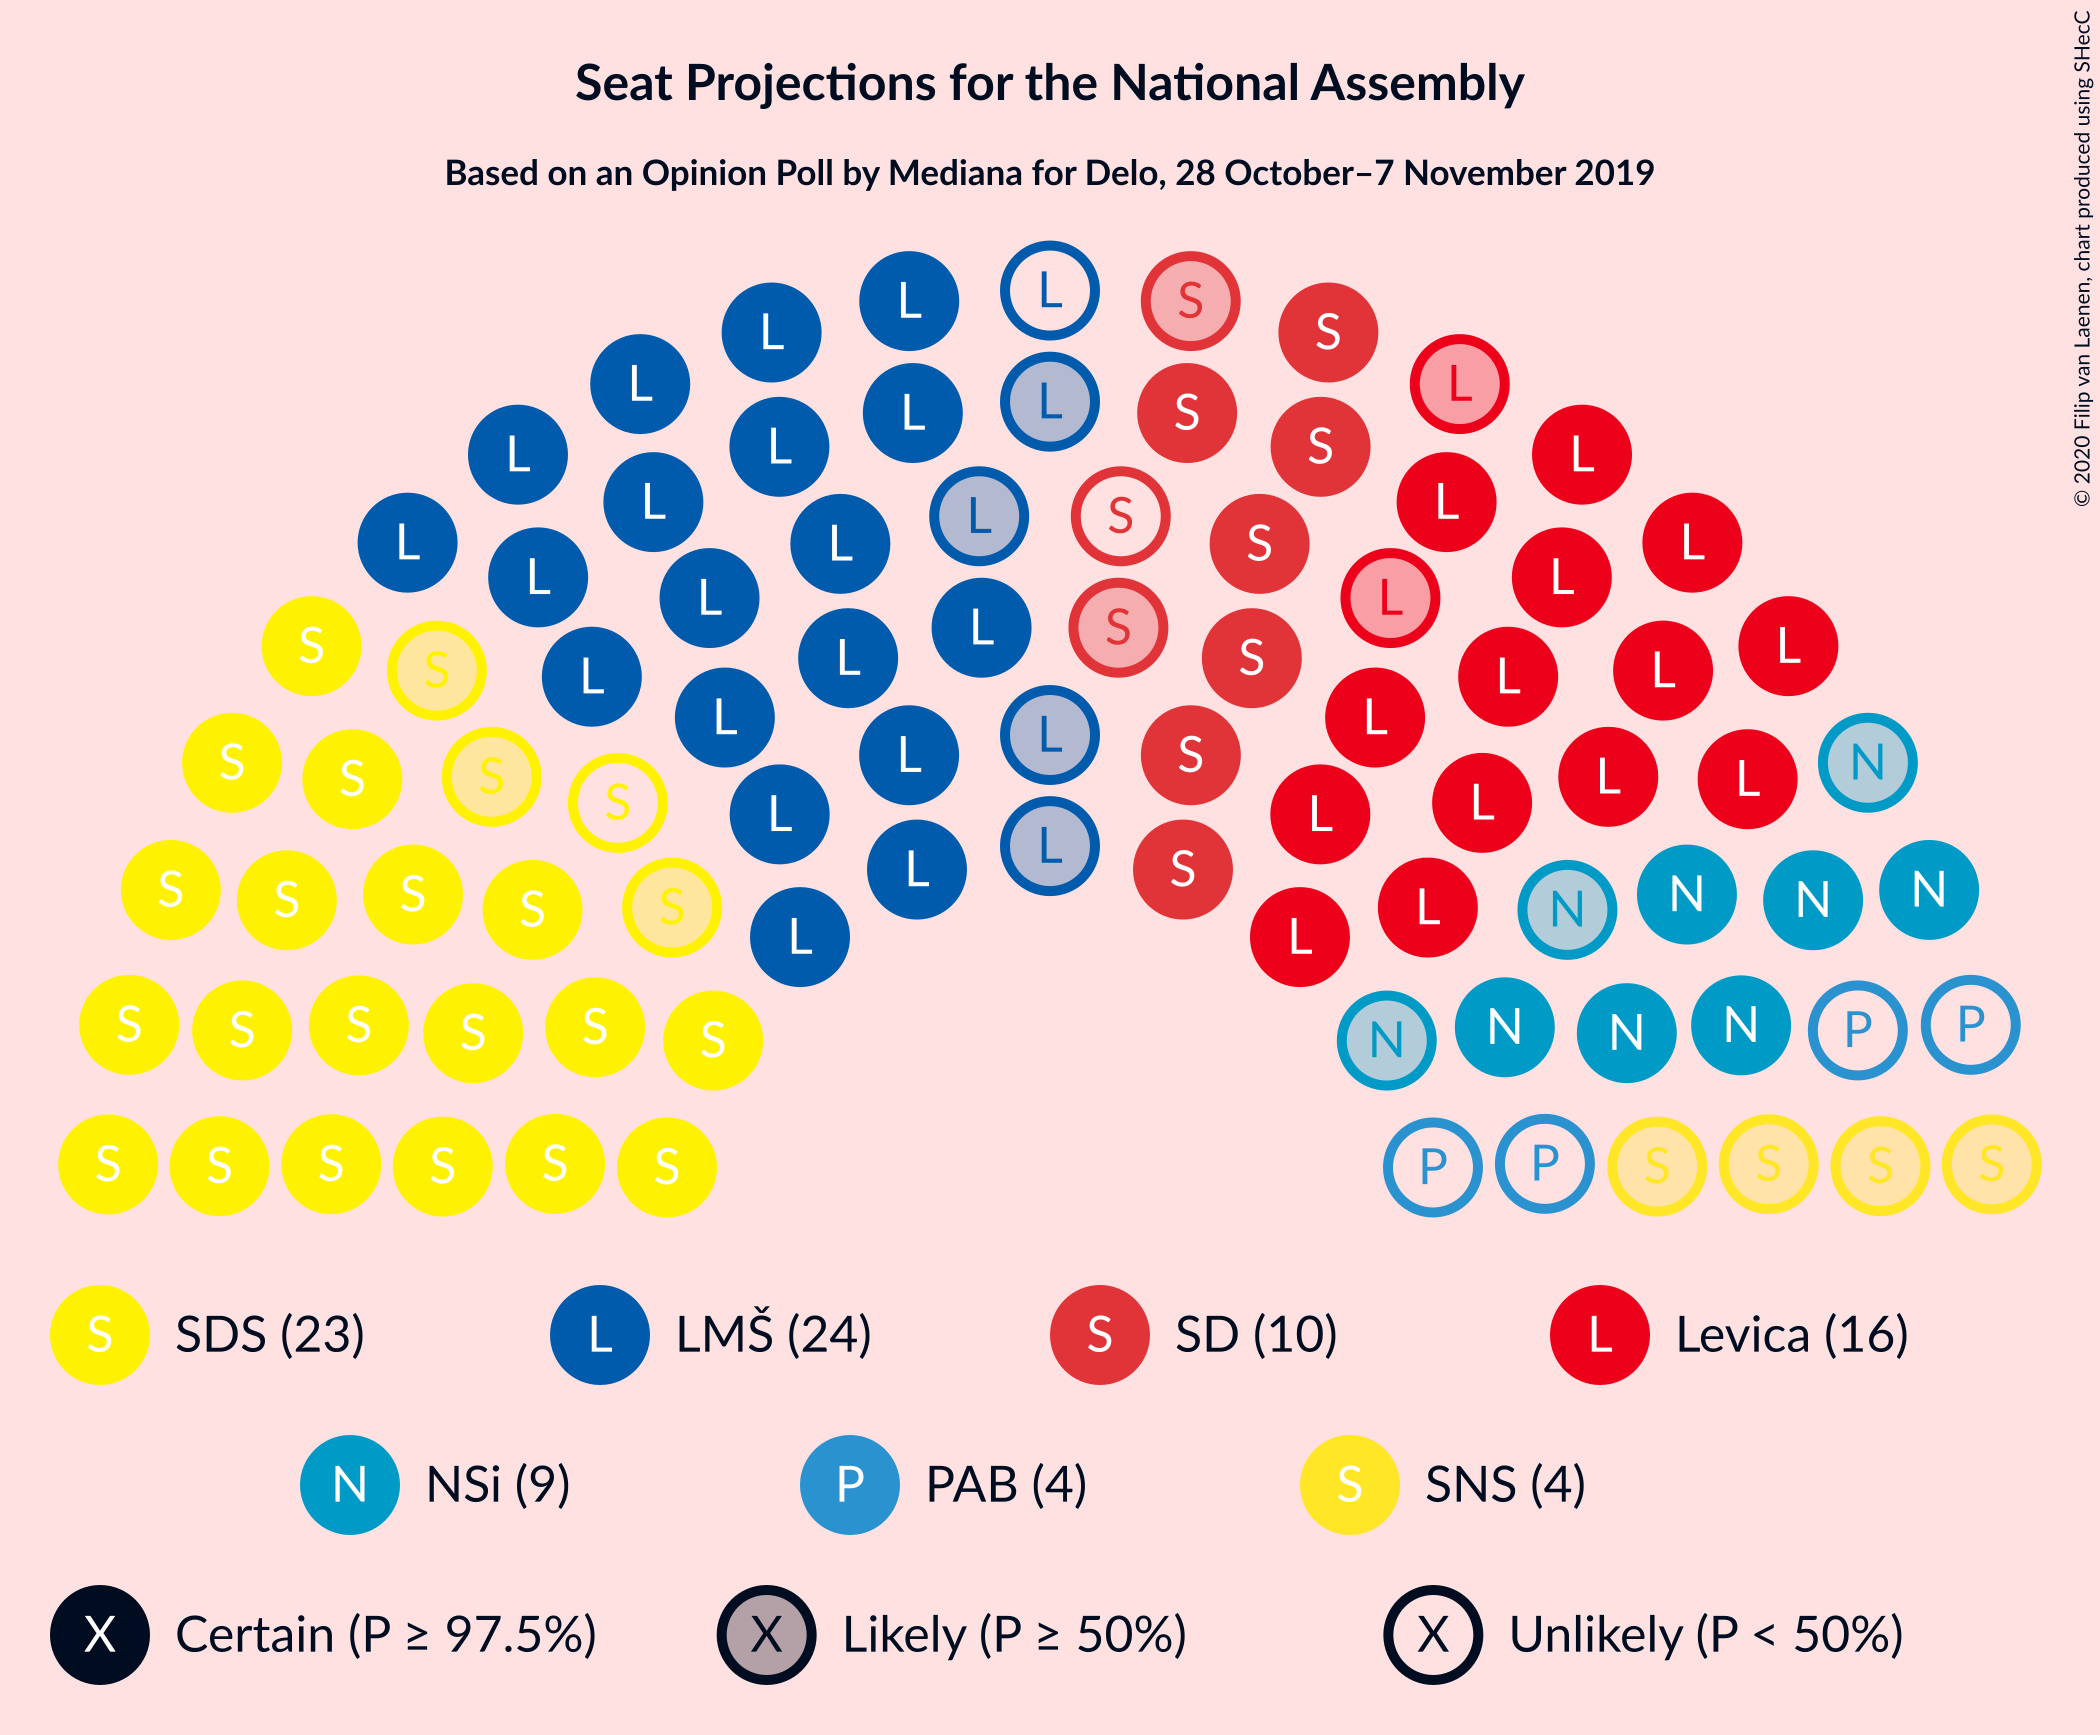 Seat Projections for the National Assembly
Based on an Opinion Poll by Mediana for Delo, 28 October–7 November 2019
© 2020 Filip van Laenen, chart produced using SHecC
L L L S S
L L L L L S S L L
L L L L L S S L L L
S S L L L L S S L L L L
S S S S L L L L S L L L L L N
S S S S S L L L S L L N N N N
S S S S S S N N N N P P
S S S S S S P P S S S S
S SDS (23) L LMŠ (24) S SD (10) L Levica (16)
N NSi (9) P PAB (4) S SNS (4)
X Certain (P ≥ 97.5%) X Likely (P ≥ 50%) X Unlikely (P < 50%)